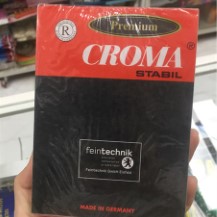 Premium
R
CROMA®
STABIL
Feintechnik
MADE IN GERMANY